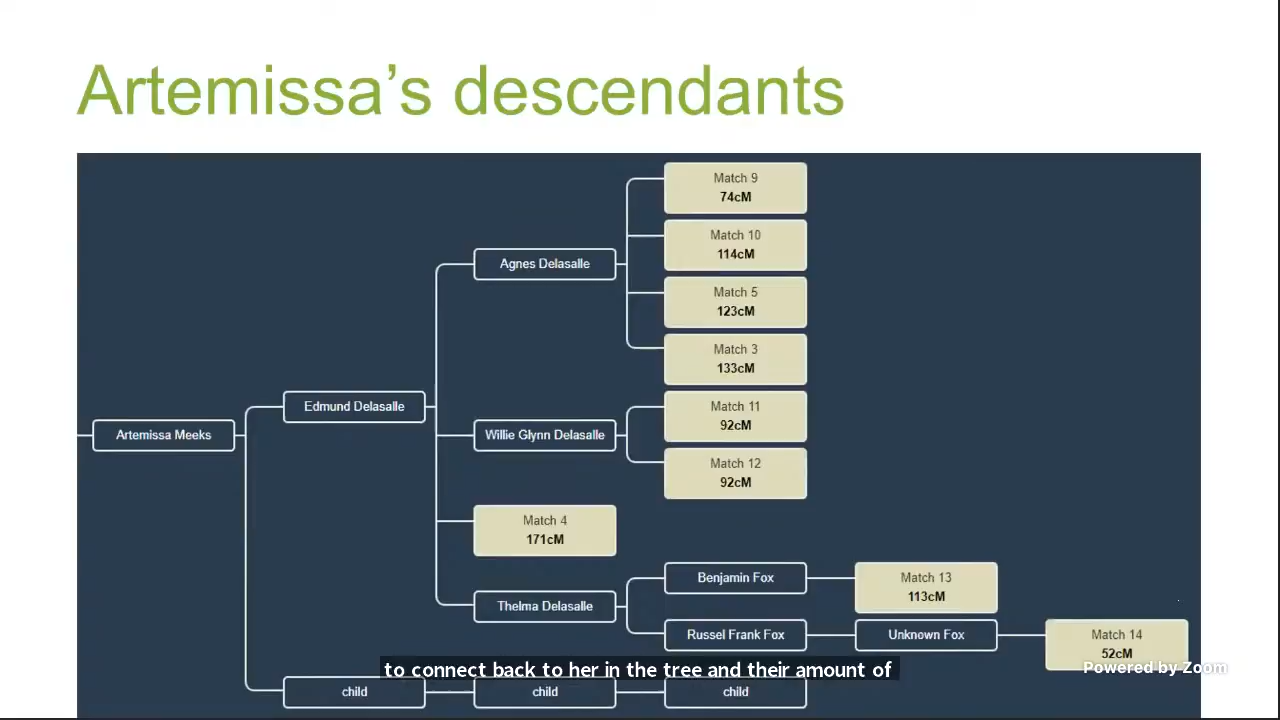 Artemissa's descendants
Match 9
74cM
Match 10
114cM
Agnes Delasalle
Match 5
123cM
Match 3
133cM
Edmund Delasalle
Match 11
92cM
Artemissa Meeks
Willie Glynn Delasalle
Match 12
92cM
Match 4
171cM
Benjamin Fox
Match 13
113cM
Thelma Delasalle
Russel Frank Fox
Unknown Fox
Match 14
52cM
to connect back to her in the tree and their amount of
Powered by Zoom
child
child
child